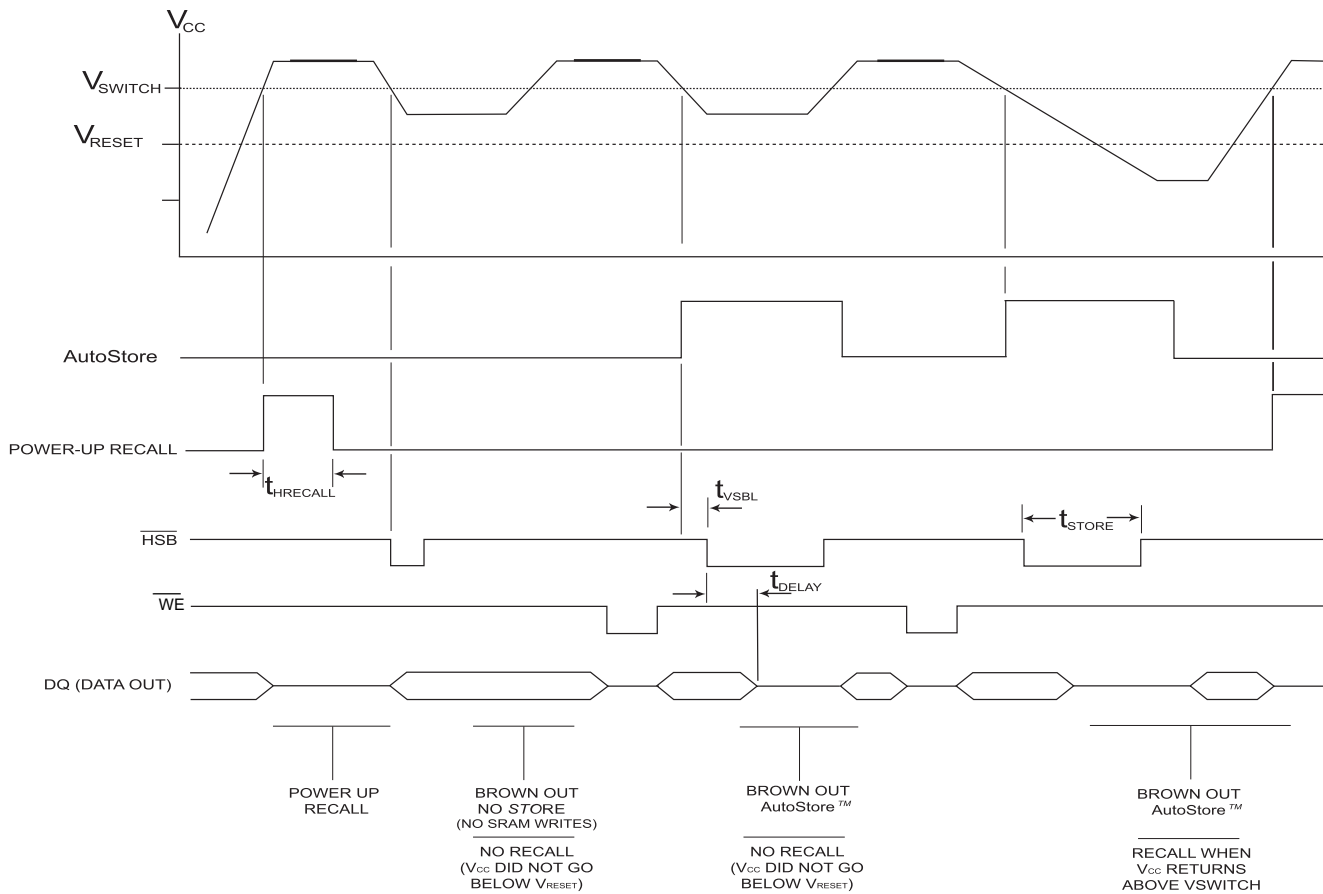 VCC
VSWITCH
VRESET
AutoStore
POWER-UP RECALL
tHRECALL
tVSBL
tSTORE
HSB
tDELAY
WE
DQ (DATA OUT)
POWER UP
RECALL
BROWN OUT
NO STORE
(NO SRAM WRITES)
NO RECALL
(VCC DID NOT GO
BELOW VRESET)
BROWN OUT
AutoStore™
NO RECALL
(VCC DID NOT GO
BELOW VRESET)
BROWN OUT
AutoStore™
RECALL WHEN
VCC RETURNS
ABOVE VSWITCH